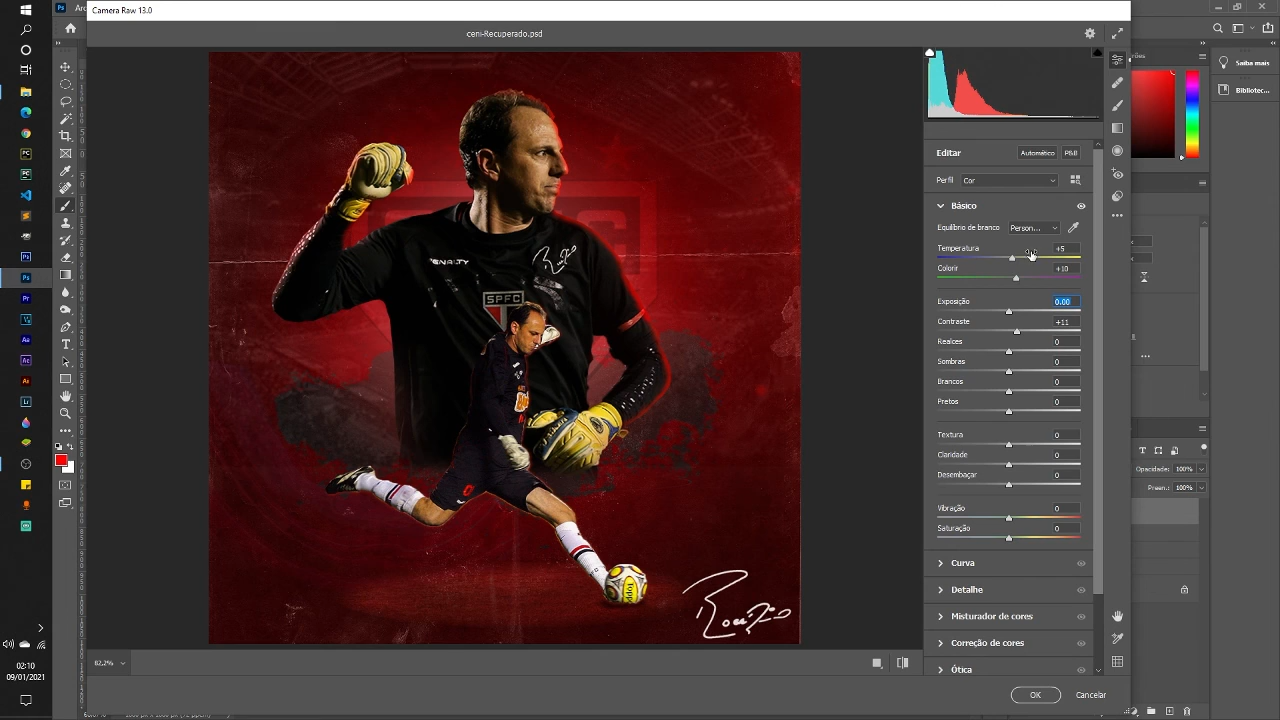 Camera Raw 13.0
ceni-Recuperado.psd
Saiba mais
Bibliotec...
Editar
Automático
P&B
Perfil
Cor
Básico
Equilíbrio de branco
Person...
Temperatura
+5
Colorir
+10
Exposição
0.00
Contraste
+11
Realces
0
Sombras
0
Brancos
0
Pretos
0
Textura
0
Claridade
0
Desembaçar
0
Vibração
0
Saturação
0
Curva
Detalhe
Misturador de cores
Correção de cores
Ótica
Opacidade: 100%
Preen.: 100%
PENALTY
SPFC
82,2%
OK
Cancelar
02:10
09/01/2021